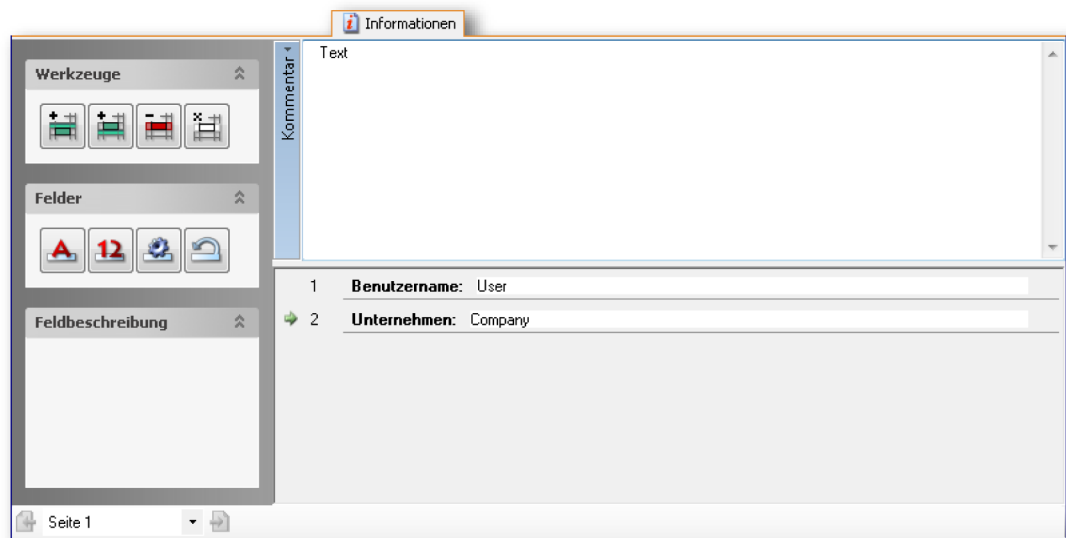 Informationen
Werkzeuge
Kommentar
Text
Felder
A 12
Feldbeschreibung
1 Benutzername: User
2 Unternehmen: Company
Seite 1